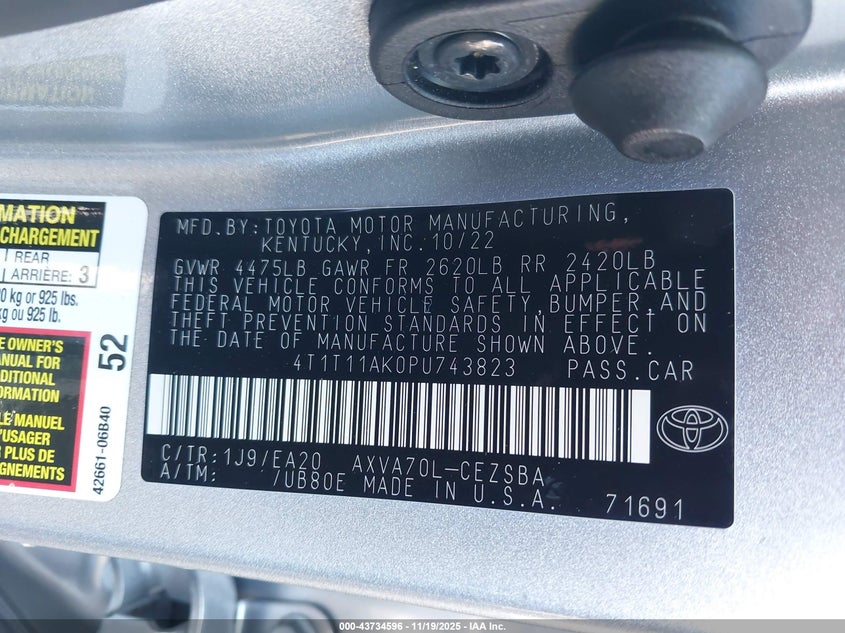 MATION
CHARGEMENT
REAR
ARRIÈRE: 3
0 kg or 925 lbs.
kg ou 925 lb.
E OWNER'S
ANUAL FOR
DDITIONAL
FORMATION
LE MANUEL
'USAGER
R PLUS DE
EIGNEMENTS
52
42661-06B40
MFD. BY: TOYOTA MOTOR MANUFACTURING,
KENTUCKY, INC. 10/22
GVWR 4475LB GAWR FR 2620LB RR 2420LB
THIS VEHICLE CONFORMS TO ALL APPLICABLE
FEDERAL MOTOR VEHICLE SAFETY, BUMPER, AND
THEFT PREVENTION STANDARDS IN EFFECT ON
THE DATE OF MANUFACTURE SHOWN ABOVE.
4T1T11AK0PU743823 PASS. CAR
C/TR: 1J9/EA20 AXVA70L-CEZSBA
A/TM: /UB80E MADE IN U.S.A.
71691
000-43734596 - 11/19/2025 - IAA Inc.